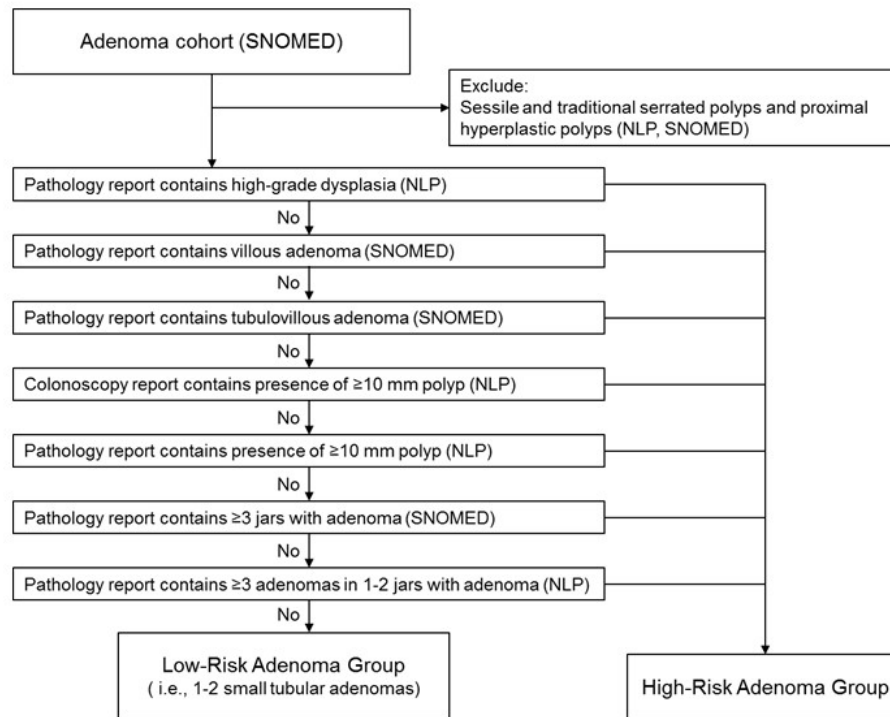 Adenoma cohort (SNOMED)
Exclude:
Sessile and traditional serrated polyps and proximal
hyperplastic polyps (NLP, SNOMED)
Pathology report contains high-grade dysplasia (NLP)
No
Pathology report contains villous adenoma (SNOMED)
No
Pathology report contains tubulovillous adenoma (SNOMED)
No
Colonoscopy report contains presence of ≥10 mm polyp (NLP)
No
Pathology report contains presence of ≥10 mm polyp (NLP)
No
Pathology report contains ≥3 jars with adenoma (SNOMED)
No
Pathology report contains ≥3 adenomas in 1-2 jars with adenoma (NLP)
No
Low-Risk Adenoma Group
( i.e., 1-2 small tubular adenomas)
High-Risk Adenoma Group